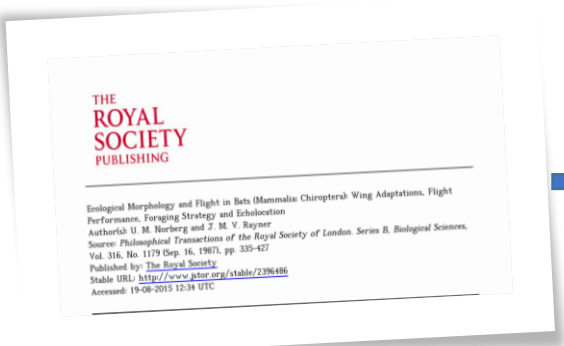 THE
ROYAL
SOCIETY
PUBLISHING
Ecological Morphology and Flight in Bats (Mammalia; Chiroptera): Wing Adaptations, Flight
Performance, Foraging Strategy and Echolocation
Author(s): U. M. Norberg and J. M. V. Rayner
Source: Philosophical Transactions of the Royal Society of London. Series B, Biological Sciences,
Vol. 316, No. 1179 (Sep. 16, 1987), pp. 335-427
Published by: The Royal Society
Stable URL: http://www.jstor.org/stable/2396486
Accessed: 19-08-2015 12:34 UTC